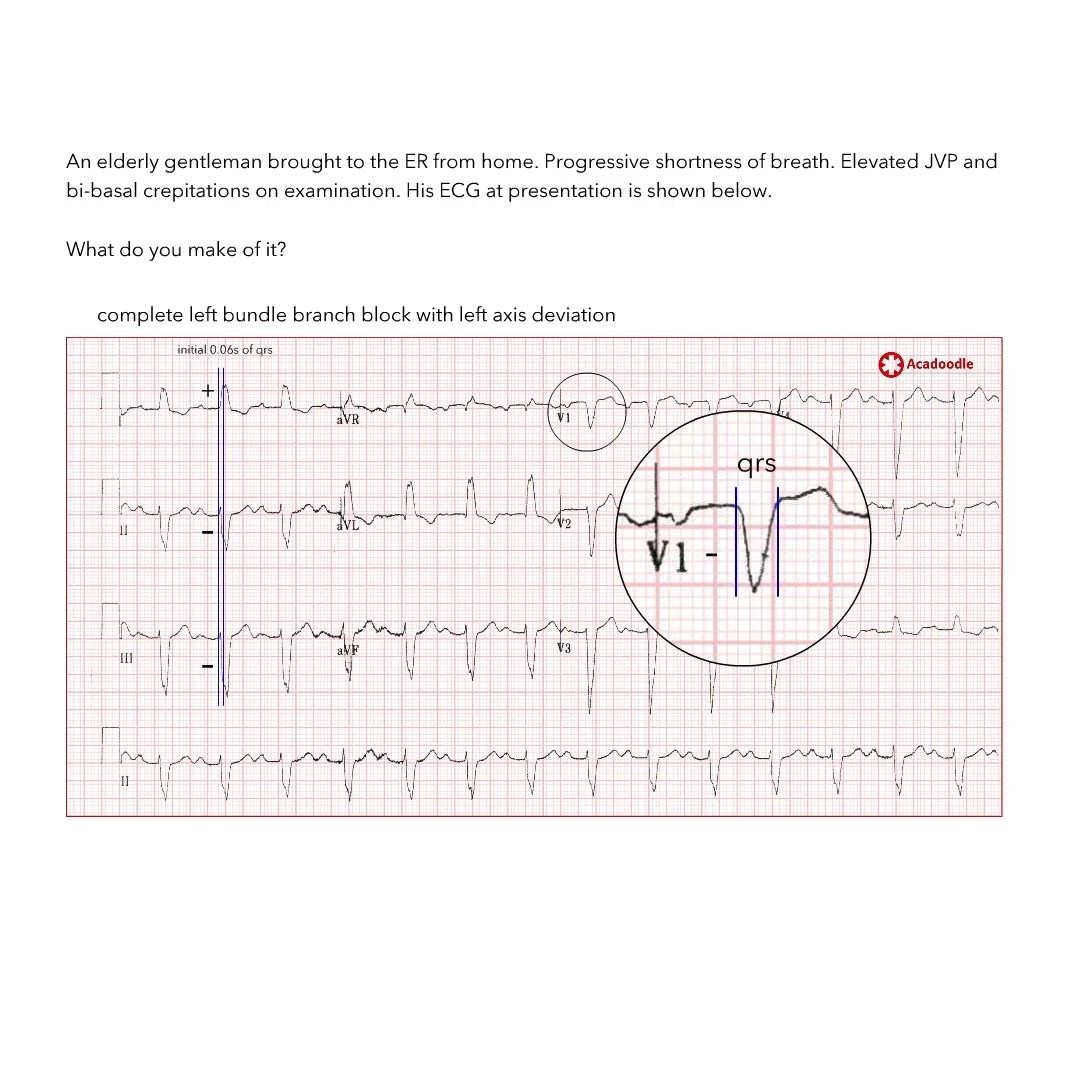 An elderly gentleman brought to the ER from home. Progressive shortness of breath. Elevated JVP and
bi-basal crepitations on examination. His ECG at presentation is shown below.
What do you make of it?
complete left bundle branch block with left axis deviation
initial 0.06s of qrs
Acadoodle
+
I
aVR
V1
V4
qrs
II
-
aVL
V2
V1 -
III
-
aVF
V3
II